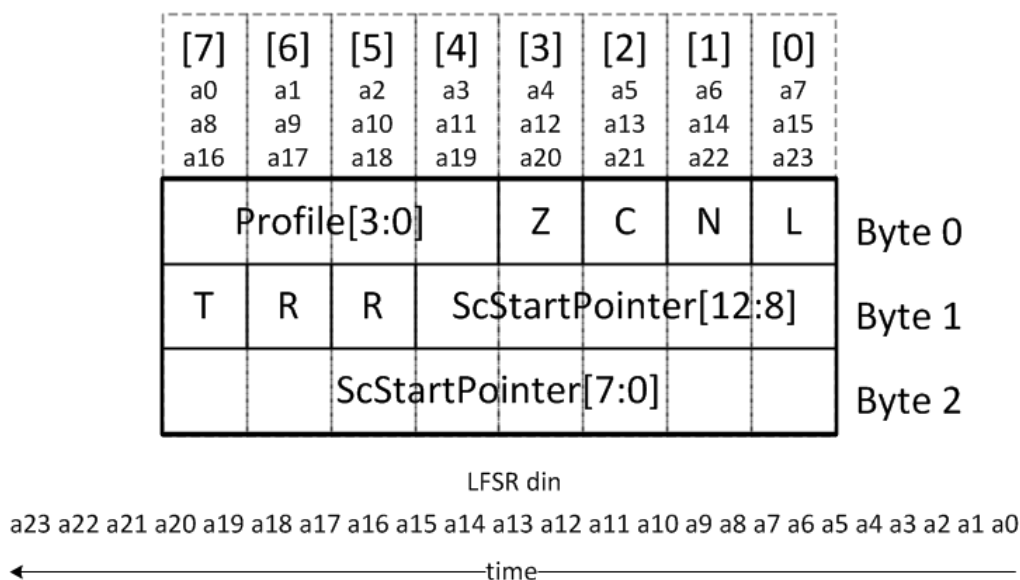 [7] [6] [5] [4] [3] [2] [1] [0]
a0 a1 a2 a3 a4 a5 a6 a7
a8 a9 a10 a11 a12 a13 a14 a15
a16 a17 a18 a19 a20 a21 a22 a23
Profile[3:0] Z C N L Byte 0
T R R ScStartPointer[12:8] Byte 1
ScStartPointer[7:0] Byte 2
LFSR din
a23 a22 a21 a20 a19 a18 a17 a16 a15 a14 a13 a12 a11 a10 a9 a8 a7 a6 a5 a4 a3 a2 a1 a0
time